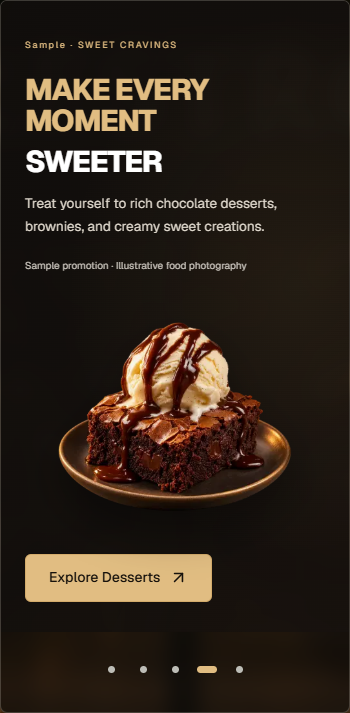 Sample · SWEET CRAVINGS
MAKE EVERY
MOMENT
SWEETER
Treat yourself to rich chocolate desserts,
brownies, and creamy sweet creations.
Sample promotion · Illustrative food photography
Explore Desserts